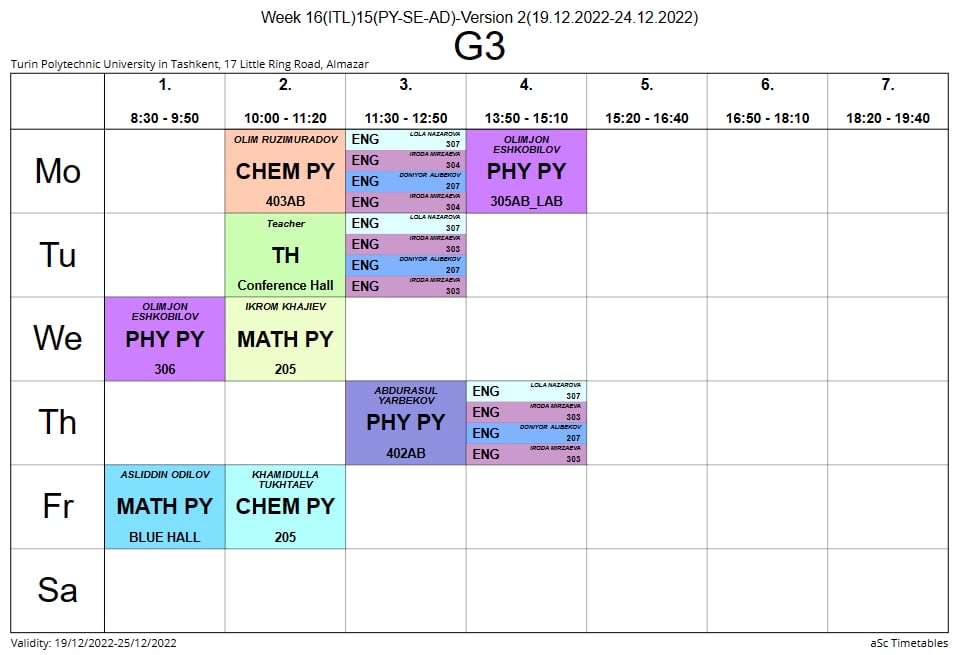 Week 16(ITL)15(PY-SE-AD)-Version 2(19.12.2022-24.12.2022)
G3
Turin Polytechnic University in Tashkent, 17 Little Ring Road, Almazar
1. 2. 3. 4. 5. 6. 7.
8:30 - 9:50 10:00 - 11:20 11:30 - 12:50 13:50 - 15:10 15:20 - 16:40 16:50 - 18:10 18:20 - 19:40
Mo
OLIM RUZIMURADOV
CHEM PY
403AB
ENG LOLA NAZAROVA
307
ENG IRODA MIRZAEVA
304
ENG DONIYOR ALIBEKOV
207
ENG IRODA MIRZAEVA
304
OLIMJON
ESHKOBILOV
PHY PY
305AB_LAB
Tu
Teacher
TH
Conference Hall
ENG LOLA NAZAROVA
307
ENG IRODA MIRZAEVA
303
ENG DONIYOR ALIBEKOV
207
ENG IRODA MIRZAEVA
303
We
OLIMJON
ESHKOBILOV
PHY PY
306
IKROM KHAJIEV
MATH PY
205
Th
ABDURASUL
YARBEKOV
PHY PY
402AB
ENG LOLA NAZAROVA
307
ENG IRODA MIRZAEVA
303
ENG DONIYOR ALIBEKOV
207
ENG IRODA MIRZAEVA
303
Fr
ASLIDDIN ODILOV
MATH PY
BLUE HALL
KHAMIDULLA
TUKHTAEV
CHEM PY
205
Sa
Validity: 19/12/2022-25/12/2022
aSc Timetables